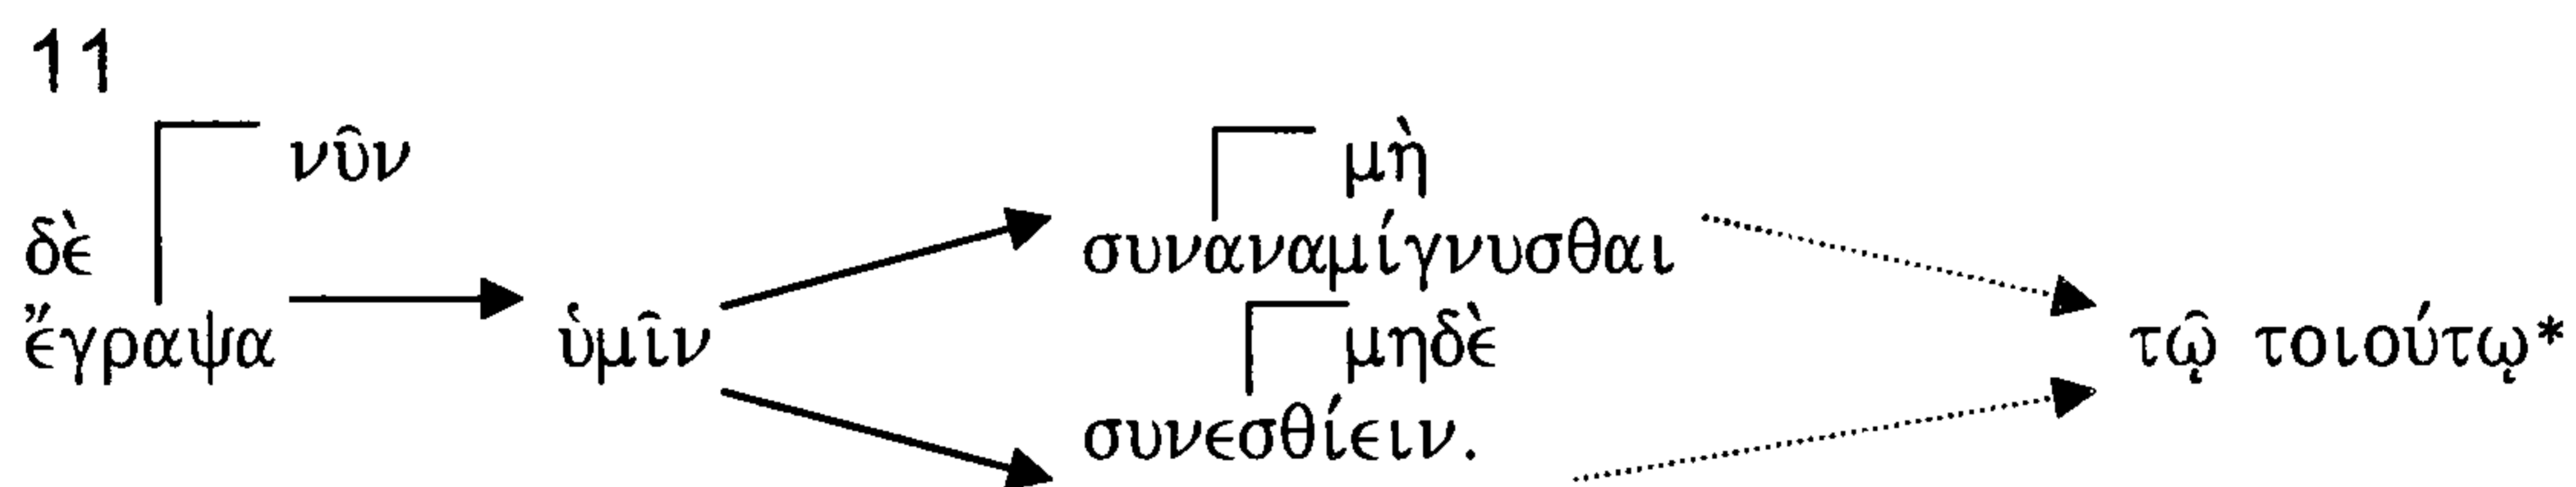 11
νῦν
μὴ
δὲ
συναναμίγνυσθαι
ἔγραψα ὑμῖν μηδὲ τῷ τοιούτῳ*
συνεσθίειν.